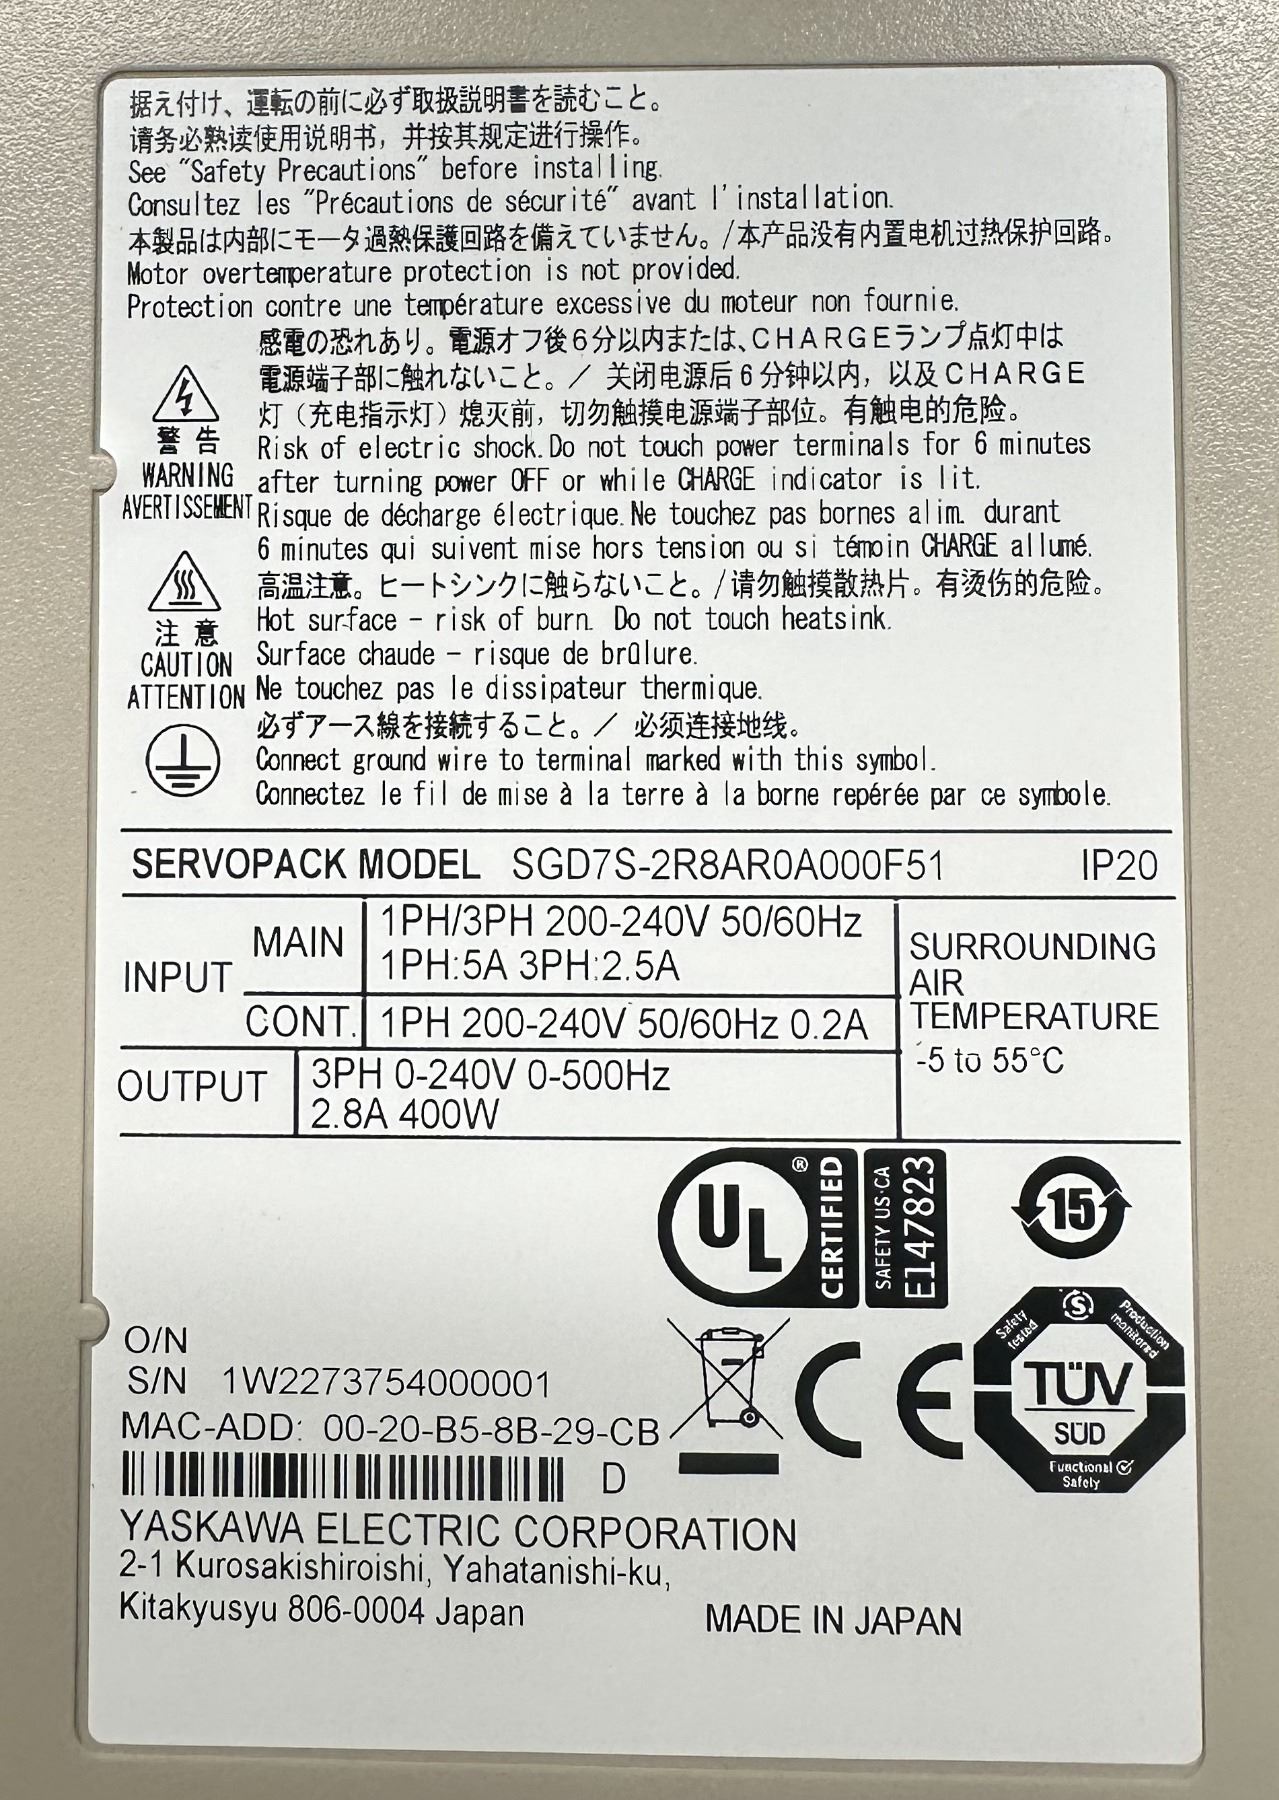 据え付け、運転の前に必ず取扱説明書を読むこと。
请务必熟读使用说明书，并按其规定进行操作。
See "Safety Precautions" before installing.
Consultez les "Précautions de sécurité" avant l'installation.
本製品は内部にモータ過熱保護回路を備えていません。/本产品没有内置电机过热保护回路。
Motor overtemperature protection is not provided.
Protection contre une température excessive du moteur non fournie.
感電の恐れあり。電源オフ後6分以内または、CHARGEランプ点灯中は
電源端子部に触れないこと。/ 关闭电源后6分钟以内，以及CHARGE
灯（充电指示灯）熄灭前，切勿触摸电源端子部位。有触电的危险。
警告
WARNING
AVERTISSEMENT
Risk of electric shock. Do not touch power terminals for 6 minutes
after turning power OFF or while CHARGE indicator is lit.
Risque de décharge électrique. Ne touchez pas bornes alim. durant
6 minutes qui suivent mise hors tension ou si témoin CHARGE allumé.
高温注意。ヒートシンクに触らないこと。/请勿触摸散热片。有烫伤的危险。
注意
CAUTION
ATTENTION
Hot surface - risk of burn. Do not touch heatsink.
Surface chaude - risque de brûlure.
Ne touchez pas le dissipateur thermique.
必ずアース線を接続すること。/ 必须连接地线。
Connect ground wire to terminal marked with this symbol.
Connectez le fil de mise à la terre à la borne repérée par ce symbole.
SERVOPACK MODEL SGD7S-2R8AR0A000F51 IP20
INPUT
MAIN
1PH/3PH 200-240V 50/60Hz
1PH:5A 3PH:2.5A
CONT.
1PH 200-240V 50/60Hz 0.2A
SURROUNDING
AIR
TEMPERATURE
-5 to 55°C
OUTPUT
3PH 0-240V 0-500Hz
2.8A 400W
UL ® CERTIFIED
SAFETY US·CA
E147823
15
O/N
S/N 1W2273754000001
MAC-ADD: 00-20-B5-8B-29-CB
D
CE
Safety tested
S
Production monitored
TÜV
SÜD
Functional
Safety
YASKAWA ELECTRIC CORPORATION
2-1 Kurosakishiroishi, Yahatanishi-ku,
Kitakyusyu 806-0004 Japan
MADE IN JAPAN